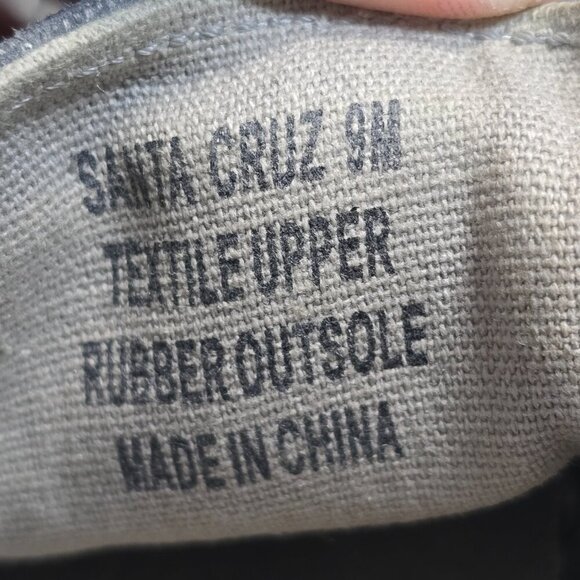 SANTA CRUZ 9M
TEXTILE UPPER
RUBBER OUTSOLE
MADE IN CHINA